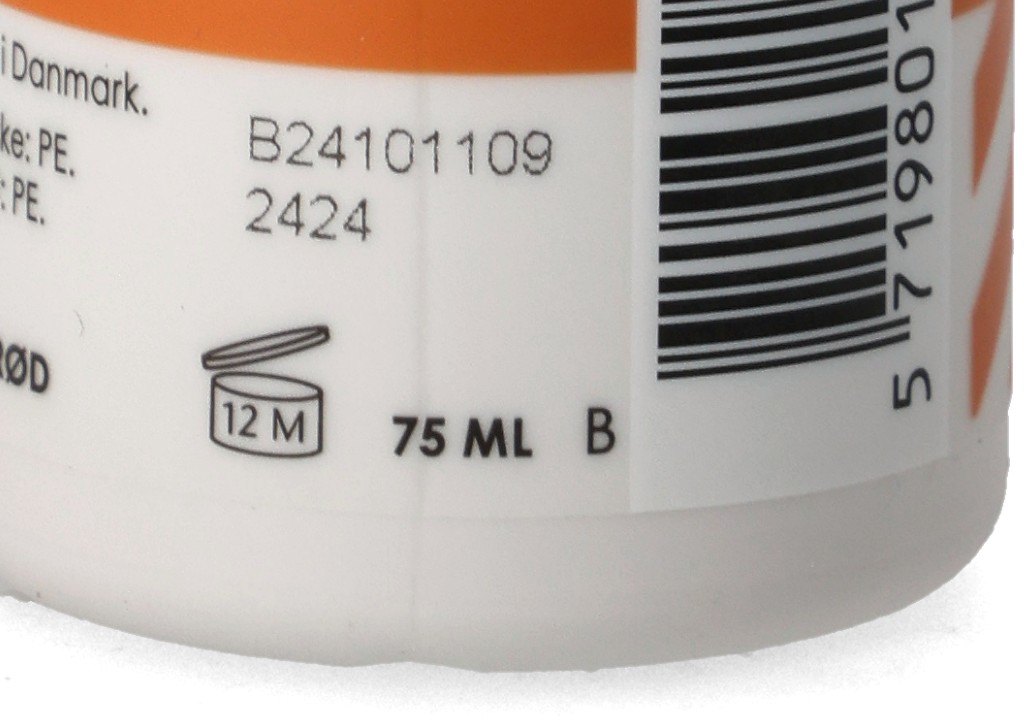 i Danmark.
ke: PE.
: PE.
B24101109
2424
RØD
12 M
75 ML B
5 719801